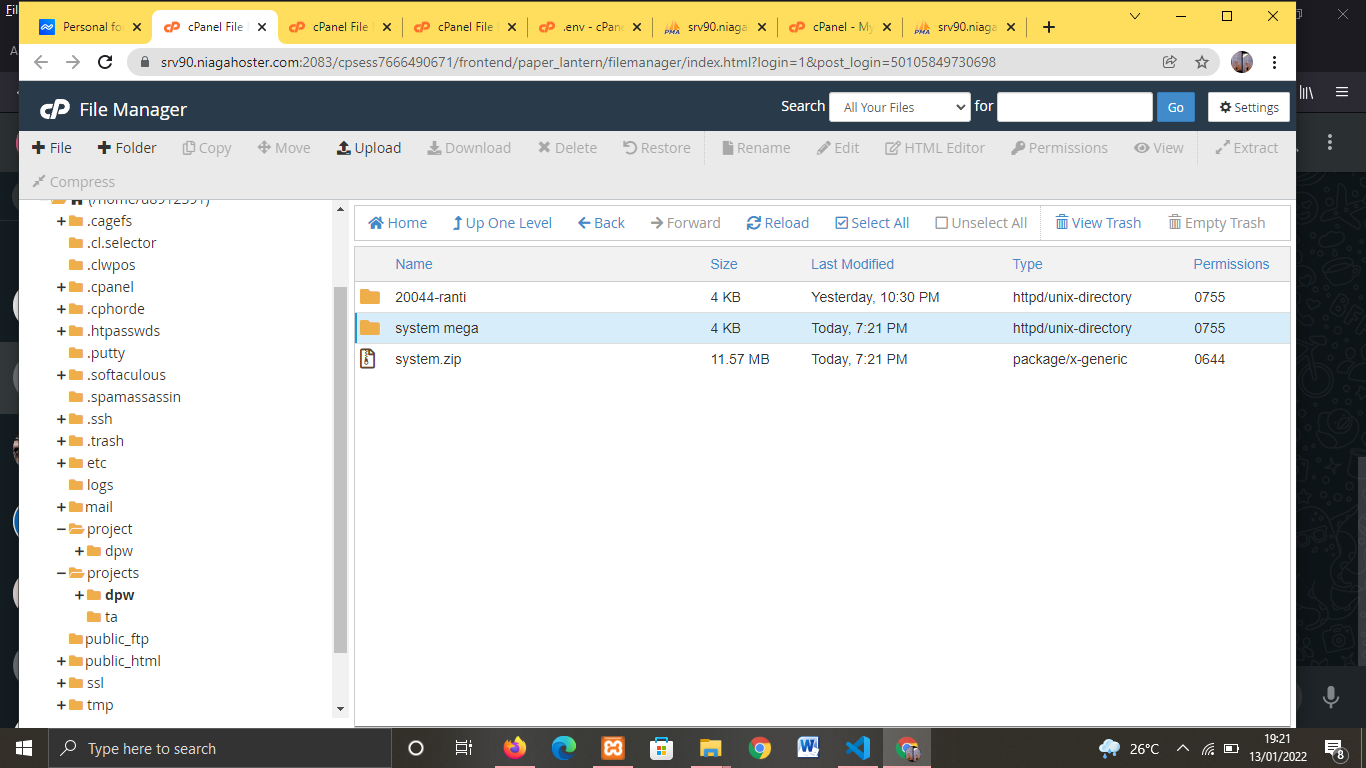 Personal fo
cPanel File
cPanel File
cPanel File
.env - cPane
srv90.niaga
cPanel - My
srv90.niaga
srv90.niagahoster.com:2083/cpsess7666490671/frontend/paper_lantern/filemanager/index.html?login=1&post_login=50105849730698
cP File Manager
Search All Your Files for Go Settings
File Folder Copy Move Upload Download Delete Restore Rename Edit HTML Editor Permissions View Extract
Compress
Home Up One Level Back Forward Reload Select All Unselect All View Trash Empty Trash
.cagefs
.cl.selector
.clwpos
.cpanel
.cphorde
.htpasswds
.putty
.softaculous
.spamassassin
.ssh
.trash
etc
logs
mail
project
dpw
projects
dpw
ta
public_ftp
public_html
ssl
tmp
Name Size Last Modified Type Permissions
20044-ranti 4 KB Yesterday, 10:30 PM httpd/unix-directory 0755
system mega 4 KB Today, 7:21 PM httpd/unix-directory 0755
system.zip 11.57 MB Today, 7:21 PM package/x-generic 0644
Type here to search
26°C
19:21
13/01/2022
8